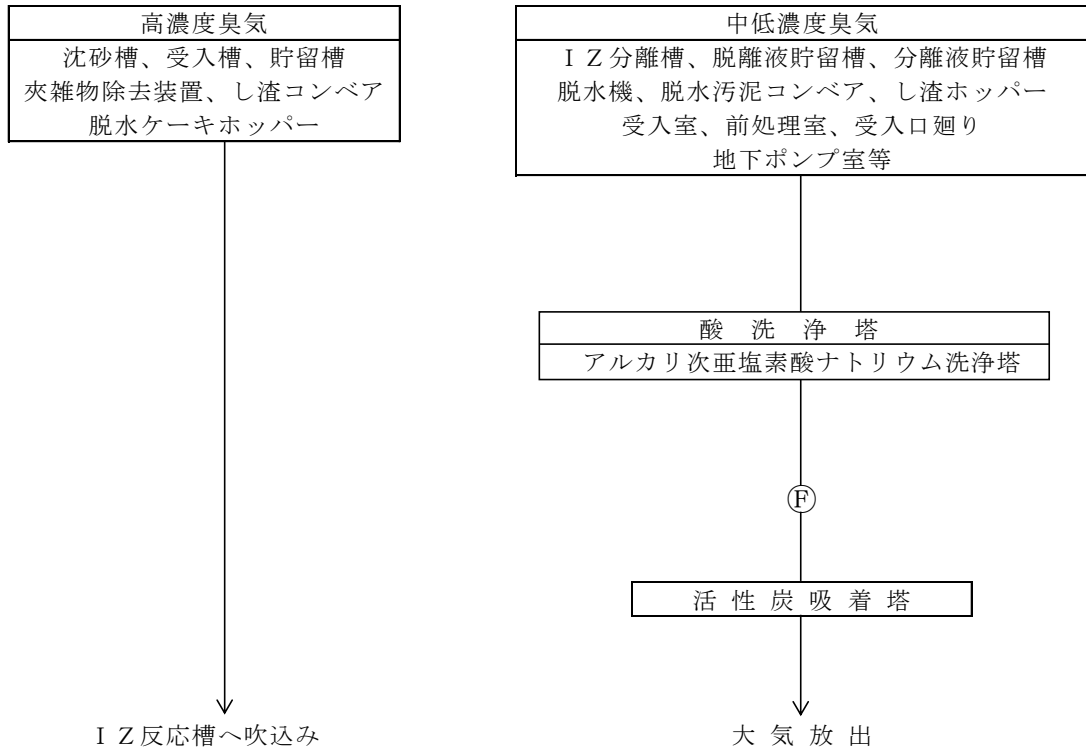 高濃度臭気
沈砂槽、受入槽、貯留槽
夾雑物除去装置、し渣コンベア
脱水ケーキホッパー
ＩＺ反応槽へ吹込み
中低濃度臭気
ＩＺ分離槽、脱離液貯留槽、分離液貯留槽
脱水機、脱水汚泥コンベア、し渣ホッパー
受入室、前処理室、受入口廻り
地下ポンプ室等
酸洗浄塔
アルカリ次亜塩素酸ナトリウム洗浄塔
Ⓕ
活性炭吸着塔
大気放出